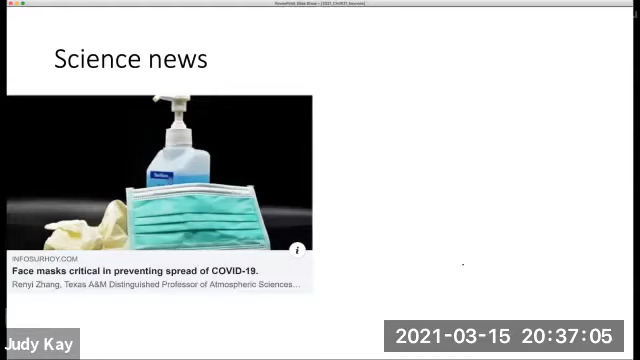 Science news
INFOSURHOY.COM
Face masks critical in preventing spread of COVID-19.
Renyi Zhang, Texas A&M Distinguished Professor of Atmospheric Sciences...
Judy Kay
2021-03-15 20:37:05